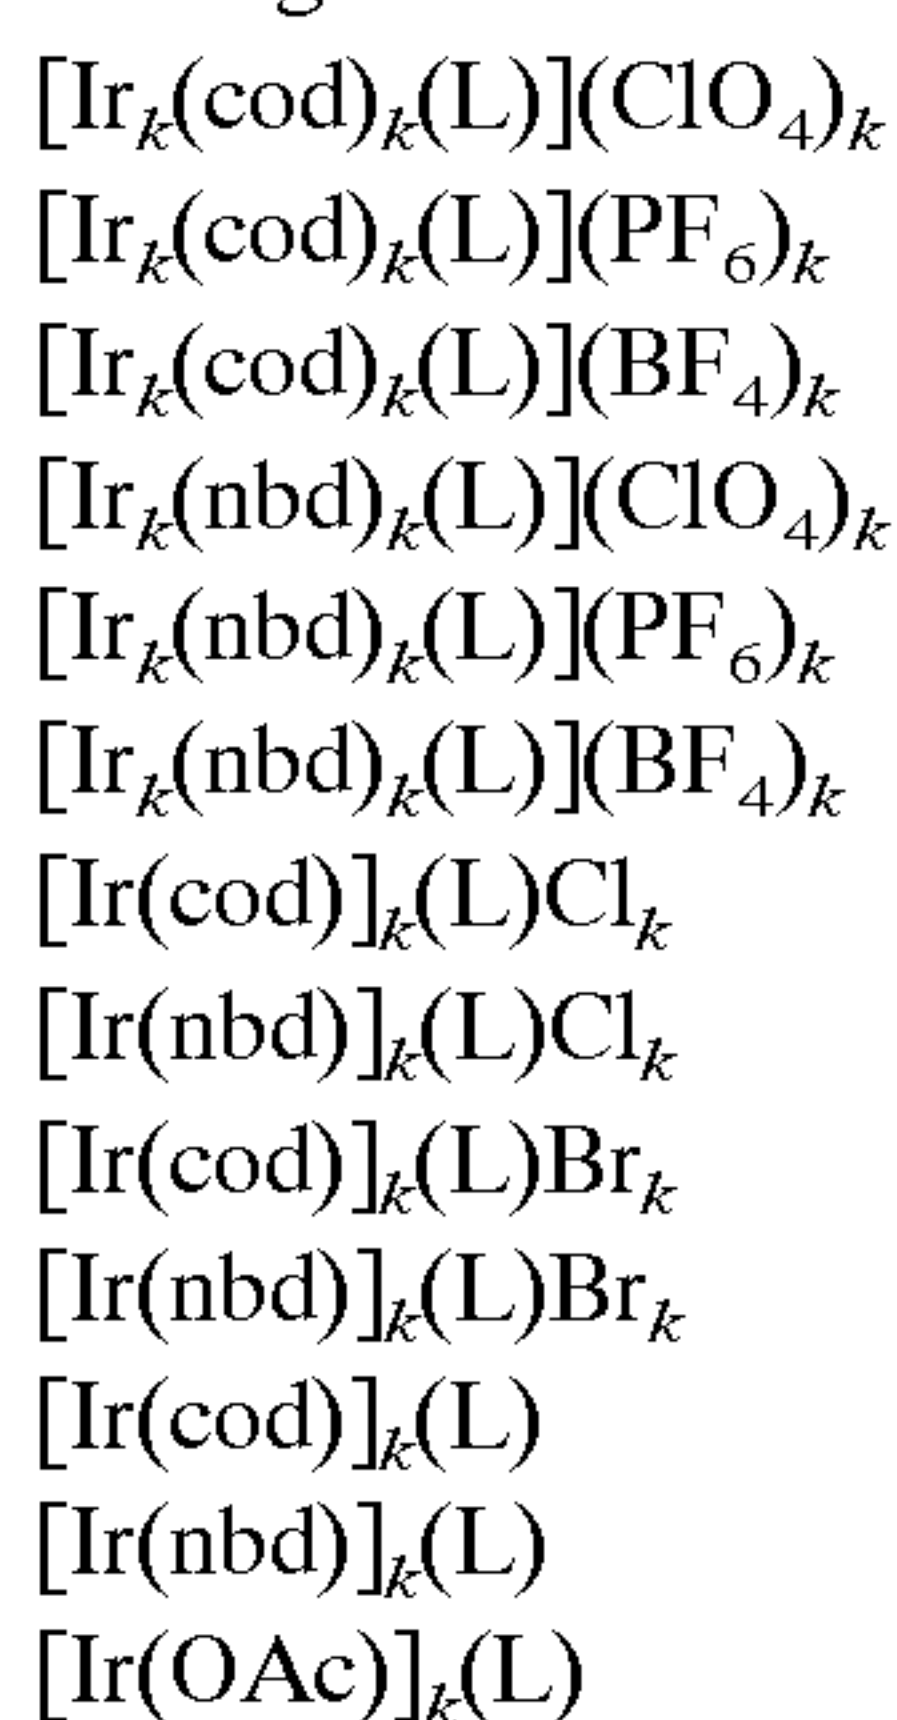 [Ir_k(cod)_k(L)](ClO_4)_k
[Ir_k(cod)_k(L)](PF_6)_k
[Ir_k(cod)_k(L)](BF_4)_k
[Ir_k(nbd)_k(L)](ClO_4)_k
[Ir_k(nbd)_k(L)](PF_6)_k
[Ir_k(nbd)_k(L)](BF_4)_k
[Ir(cod)]_k(L)Cl_k
[Ir(nbd)]_k(L)Cl_k
[Ir(cod)]_k(L)Br_k
[Ir(nbd)]_k(L)Br_k
[Ir(cod)]_k(L)
[Ir(nbd)]_k(L)
[Ir(OAc)]_k(L)